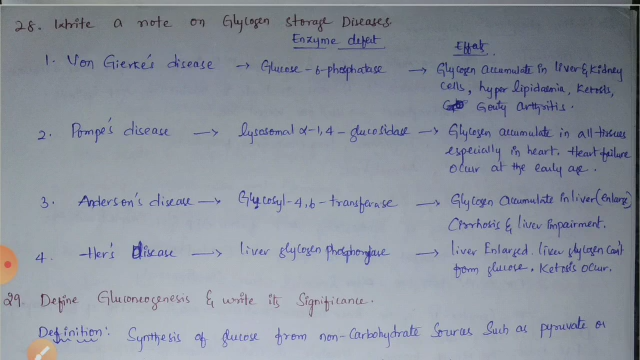 28. Write a note on Glycogen Storage Diseases
Enzyme defect Effect
1. Von Gierke's disease → Glucose-6-phosphatase → Glycogen accumulate in liver & kidney
cells, hyper lipidaemia, Ketosis,
Gouty Arthritis.
2. Pompe's disease → lysosomal α-1,4-glucosidase → Glycogen accumulate in all tissues
especially in heart. Heart failure
occur at the early age.
3. Anderson's disease → Glycosyl-4,6-transferase → Glycogen Accumulate in liver (enlarge)
Cirrhosis & liver impairment.
4. Her's disease → liver glycogen phosphorylase → liver Enlarged. liver glycogen can't
from glucose. Ketosis occur.
29. Define Gluconeogenesis & write its Significance.
Definition: Synthesis of glucose from non-Carbohydrate Sources Such as pyruvate or